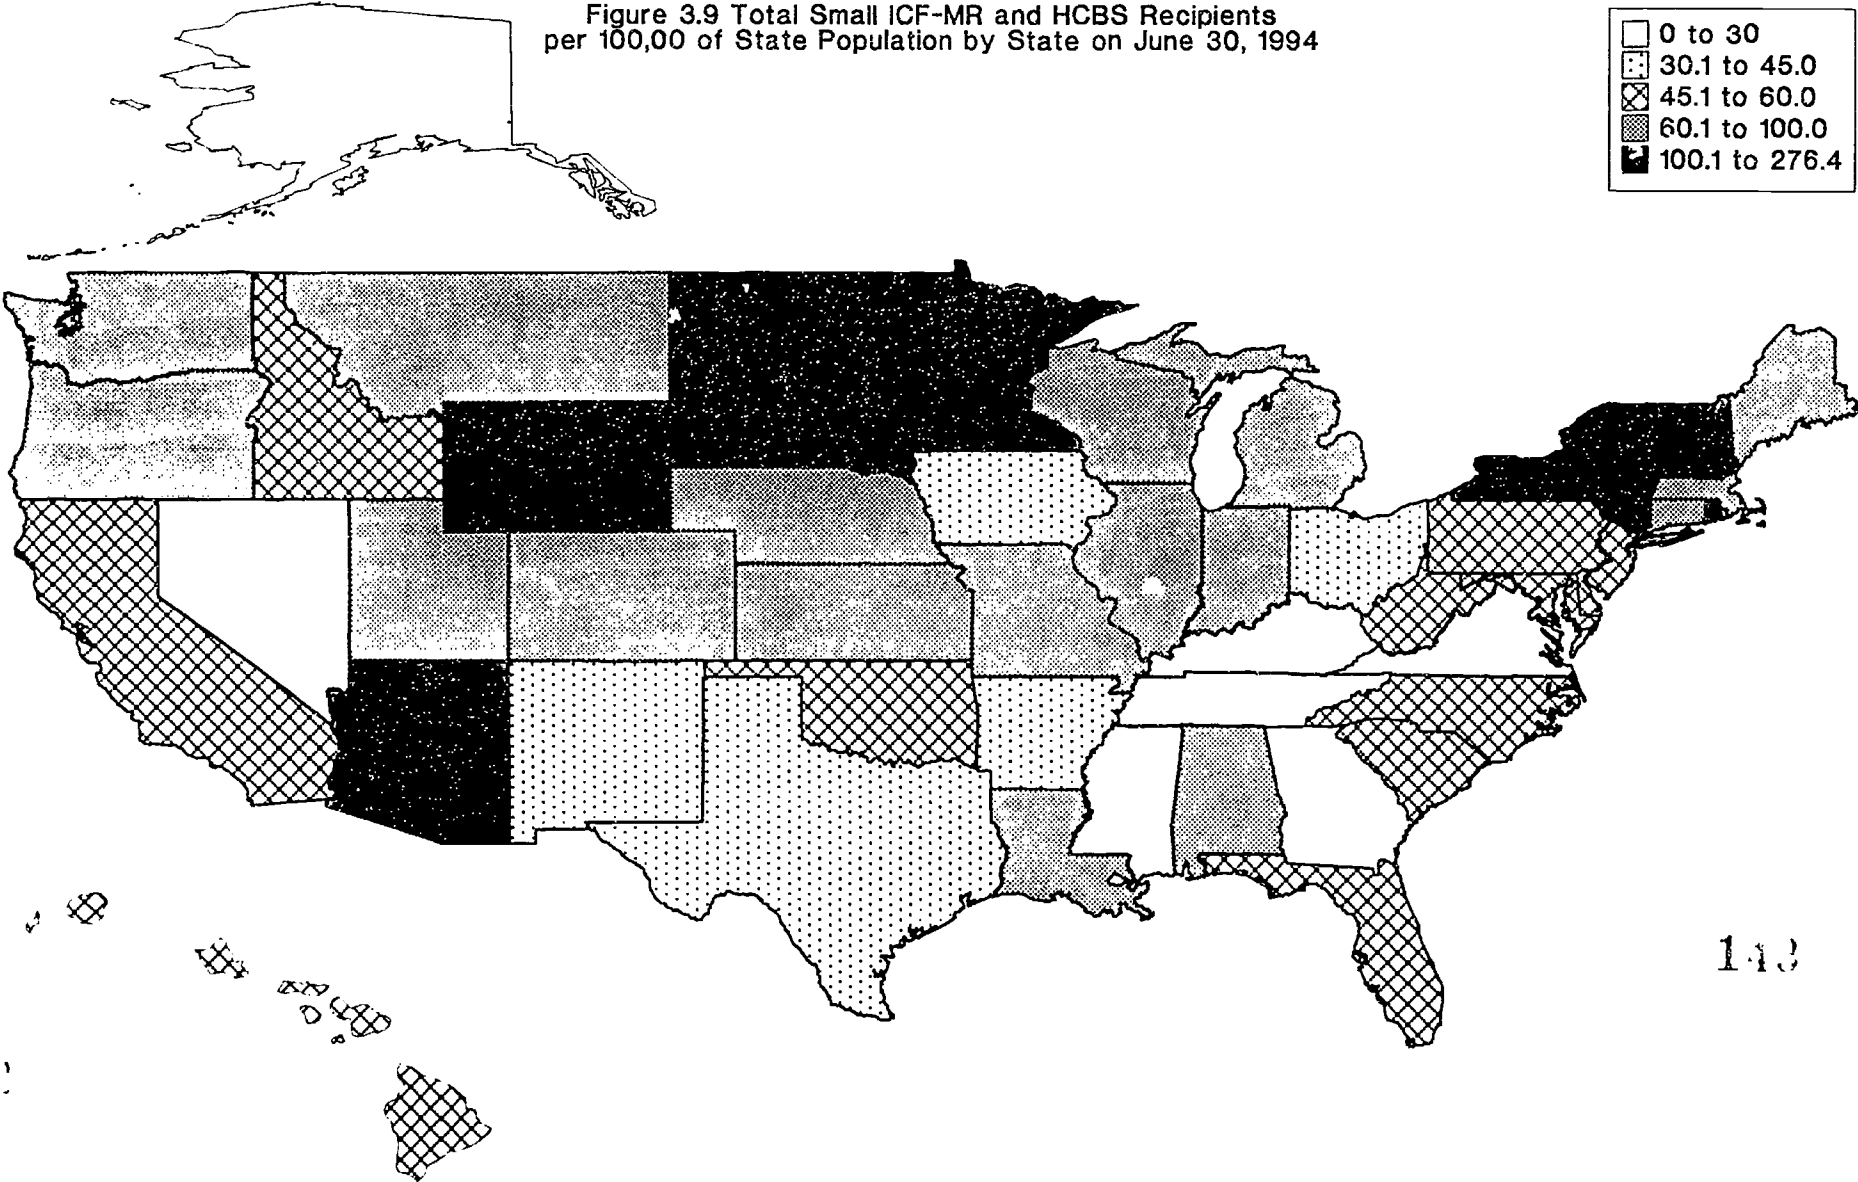 Figure 3.9 Total Small ICF-MR and HCBS Recipients
per 100,00 of State Population by State on June 30, 1994
0 to 30
30.1 to 45.0
45.1 to 60.0
60.1 to 100.0
100.1 to 276.4